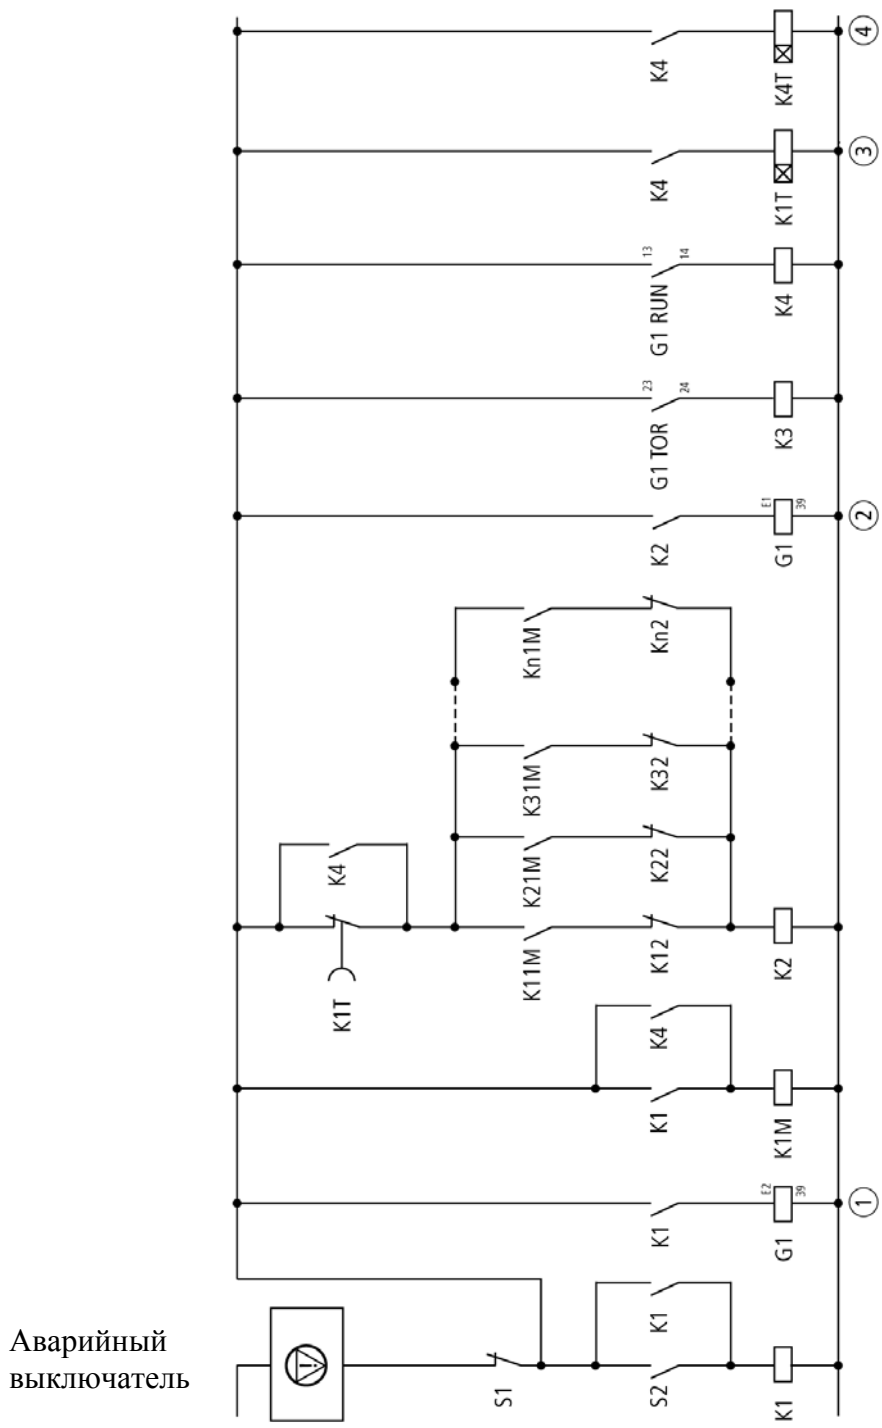 K4
K4T
4
K4
K1T
3
13
14
G1 RUN
K4
23
24
G1 TOR
K3
K2
E1
39
G1
2
Kn1M
Kn2
K31M
K32
K21M
K22
K4
K1T
K11M
K12
K2
K4
K1
K1M
K1
E2
39
G1
1
K1
Аварийный
выключатель
S1
S2
K1